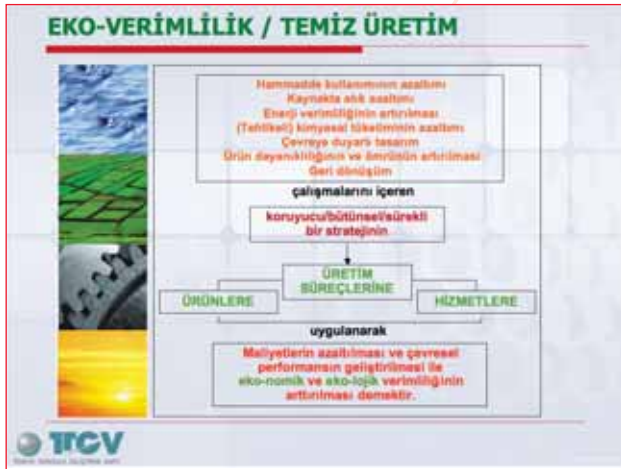 EKO-VERİMLİLİK / TEMİZ ÜRETİM
Hammadde kullanımının azaltımı
Kaynakta atık azaltımı
Enerji verimliliğinin artırılması
(Tehlikeli) kimyasal tüketiminin azaltımı
Çevreye duyarlı tasarım
Ürün dayanıklılığının ve ömrünün artırılması
Geri dönüşüm
çalışmalarını içeren
koruyucu/bütünsel/sürekli
bir stratejinin
ÜRETİM
SÜREÇLERİNE
ÜRÜNLERE
HİZMETLERE
uygulanarak
Maliyetlerin azaltılması ve çevresel
performansın geliştirilmesi ile
eko-nomik ve eko-lojik verimliliğinin
arttırılması demektir.
TTGV